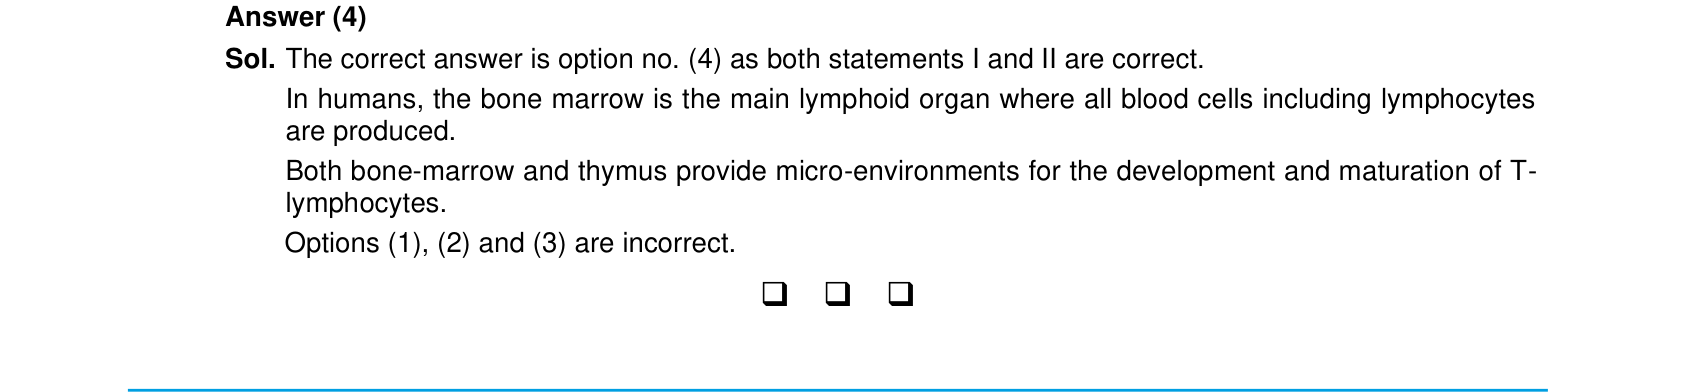 Answer (4)
Sol. The correct answer is option no. (4) as both statements I and II are correct.
In humans, the bone marrow is the main lymphoid organ where all blood cells including lymphocytes
are produced.
Both bone-marrow and thymus provide micro-environments for the development and maturation of T-
lymphocytes.
Options (1), (2) and (3) are incorrect.
❑ ❑ ❑